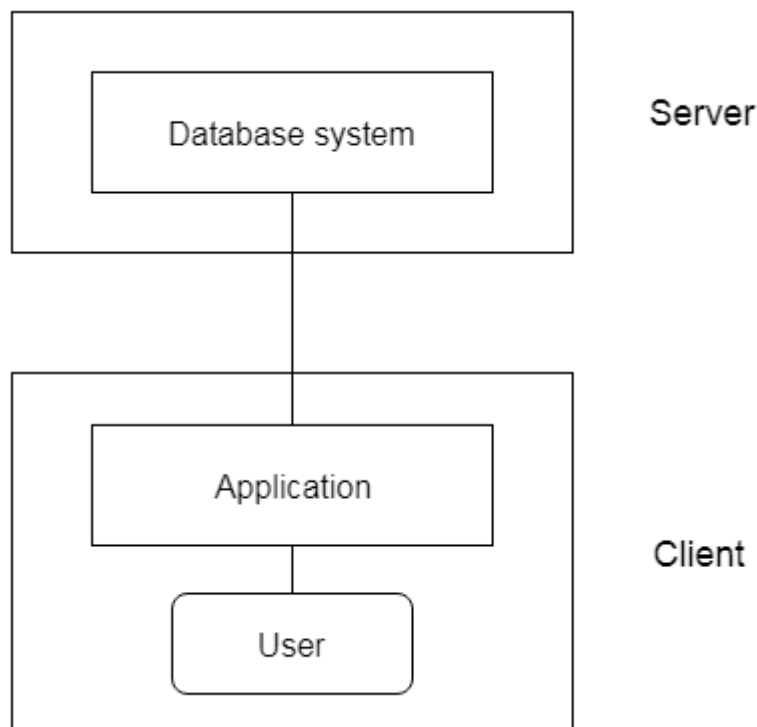 Database system
Server
Application
Client
User